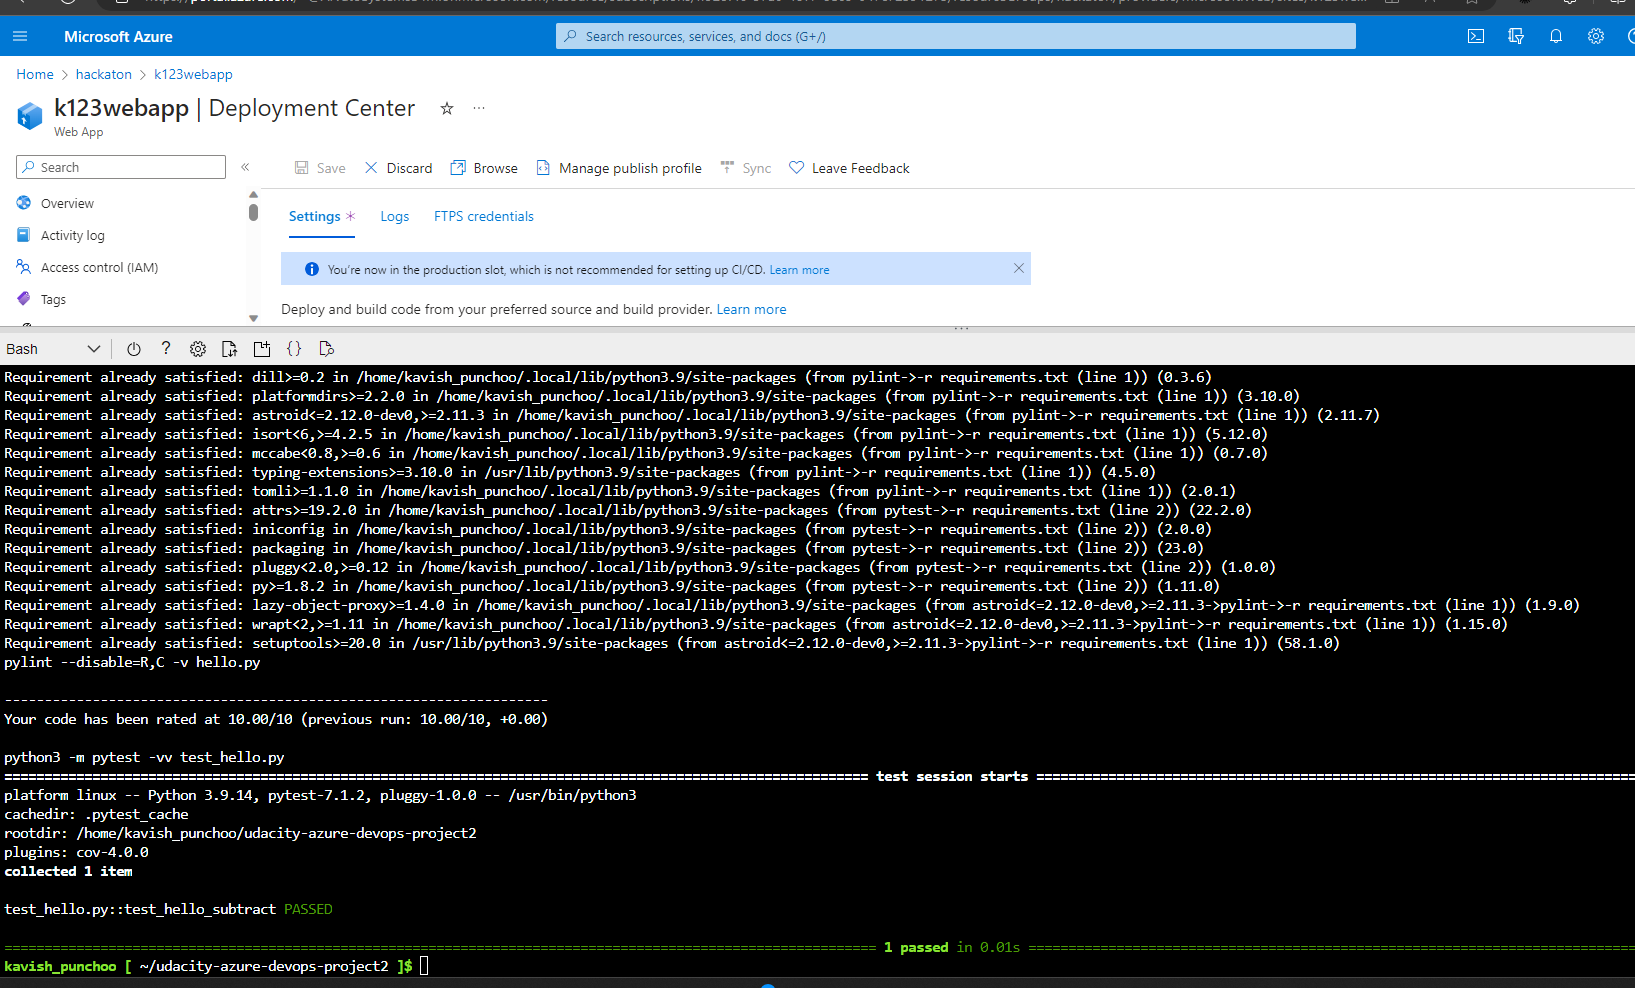 Microsoft Azure
Search resources, services, and docs (G+/)
Home > hackaton > k123webapp
k123webapp | Deployment Center
Web App
Search
Save
Discard
Browse
Manage publish profile
Sync
Leave Feedback
Overview
Activity log
Access control (IAM)
Tags
Settings *
Logs
FTPS credentials
You're now in the production slot, which is not recommended for setting up CI/CD. Learn more
Deploy and build code from your preferred source and build provider. Learn more
Bash
Requirement already satisfied: dill>=0.2 in /home/kavish_punchoo/.local/lib/python3.9/site-packages (from pylint->-r requirements.txt (line 1)) (0.3.6)
Requirement already satisfied: platformdirs>=2.2.0 in /home/kavish_punchoo/.local/lib/python3.9/site-packages (from pylint->-r requirements.txt (line 1)) (3.10.0)
Requirement already satisfied: astroid<=2.12.0-dev0,>=2.11.3 in /home/kavish_punchoo/.local/lib/python3.9/site-packages (from pylint->-r requirements.txt (line 1)) (2.11.7)
Requirement already satisfied: isort<6,>=4.2.5 in /home/kavish_punchoo/.local/lib/python3.9/site-packages (from pylint->-r requirements.txt (line 1)) (5.12.0)
Requirement already satisfied: mccabe<0.8,>=0.6 in /home/kavish_punchoo/.local/lib/python3.9/site-packages (from pylint->-r requirements.txt (line 1)) (0.7.0)
Requirement already satisfied: typing-extensions>=3.10.0 in /usr/lib/python3.9/site-packages (from pylint->-r requirements.txt (line 1)) (4.5.0)
Requirement already satisfied: tomli>=1.1.0 in /home/kavish_punchoo/.local/lib/python3.9/site-packages (from pylint->-r requirements.txt (line 1)) (2.0.1)
Requirement already satisfied: attrs>=19.2.0 in /home/kavish_punchoo/.local/lib/python3.9/site-packages (from pytest->-r requirements.txt (line 2)) (22.2.0)
Requirement already satisfied: iniconfig in /home/kavish_punchoo/.local/lib/python3.9/site-packages (from pytest->-r requirements.txt (line 2)) (2.0.0)
Requirement already satisfied: packaging in /home/kavish_punchoo/.local/lib/python3.9/site-packages (from pytest->-r requirements.txt (line 2)) (23.0)
Requirement already satisfied: pluggy<2.0,>=0.12 in /home/kavish_punchoo/.local/lib/python3.9/site-packages (from pytest->-r requirements.txt (line 2)) (1.0.0)
Requirement already satisfied: py>=1.8.2 in /home/kavish_punchoo/.local/lib/python3.9/site-packages (from pytest->-r requirements.txt (line 2)) (1.11.0)
Requirement already satisfied: lazy-object-proxy>=1.4.0 in /home/kavish_punchoo/.local/lib/python3.9/site-packages (from astroid<=2.12.0-dev0,>=2.11.3->pylint->-r requirements.txt (line 1)) (1.9.0)
Requirement already satisfied: wrapt<2,>=1.11 in /home/kavish_punchoo/.local/lib/python3.9/site-packages (from astroid<=2.12.0-dev0,>=2.11.3->pylint->-r requirements.txt (line 1)) (1.15.0)
Requirement already satisfied: setuptools>=20.0 in /usr/lib/python3.9/site-packages (from astroid<=2.12.0-dev0,>=2.11.3->pylint->-r requirements.txt (line 1)) (58.1.0)
pylint --disable=R,C -v hello.py
--------------------------------------------------------------------
Your code has been rated at 10.00/10 (previous run: 10.00/10, +0.00)
python3 -m pytest -vv test_hello.py
test session starts
platform linux -- Python 3.9.14, pytest-7.1.2, pluggy-1.0.0 -- /usr/bin/python3
cachedir: .pytest_cache
rootdir: /home/kavish_punchoo/udacity-azure-devops-project2
plugins: cov-4.0.0
collected 1 item
test_hello.py::test_hello_subtract PASSED
1 passed in 0.01s
kavish_punchoo [ ~/udacity-azure-devops-project2 ]$